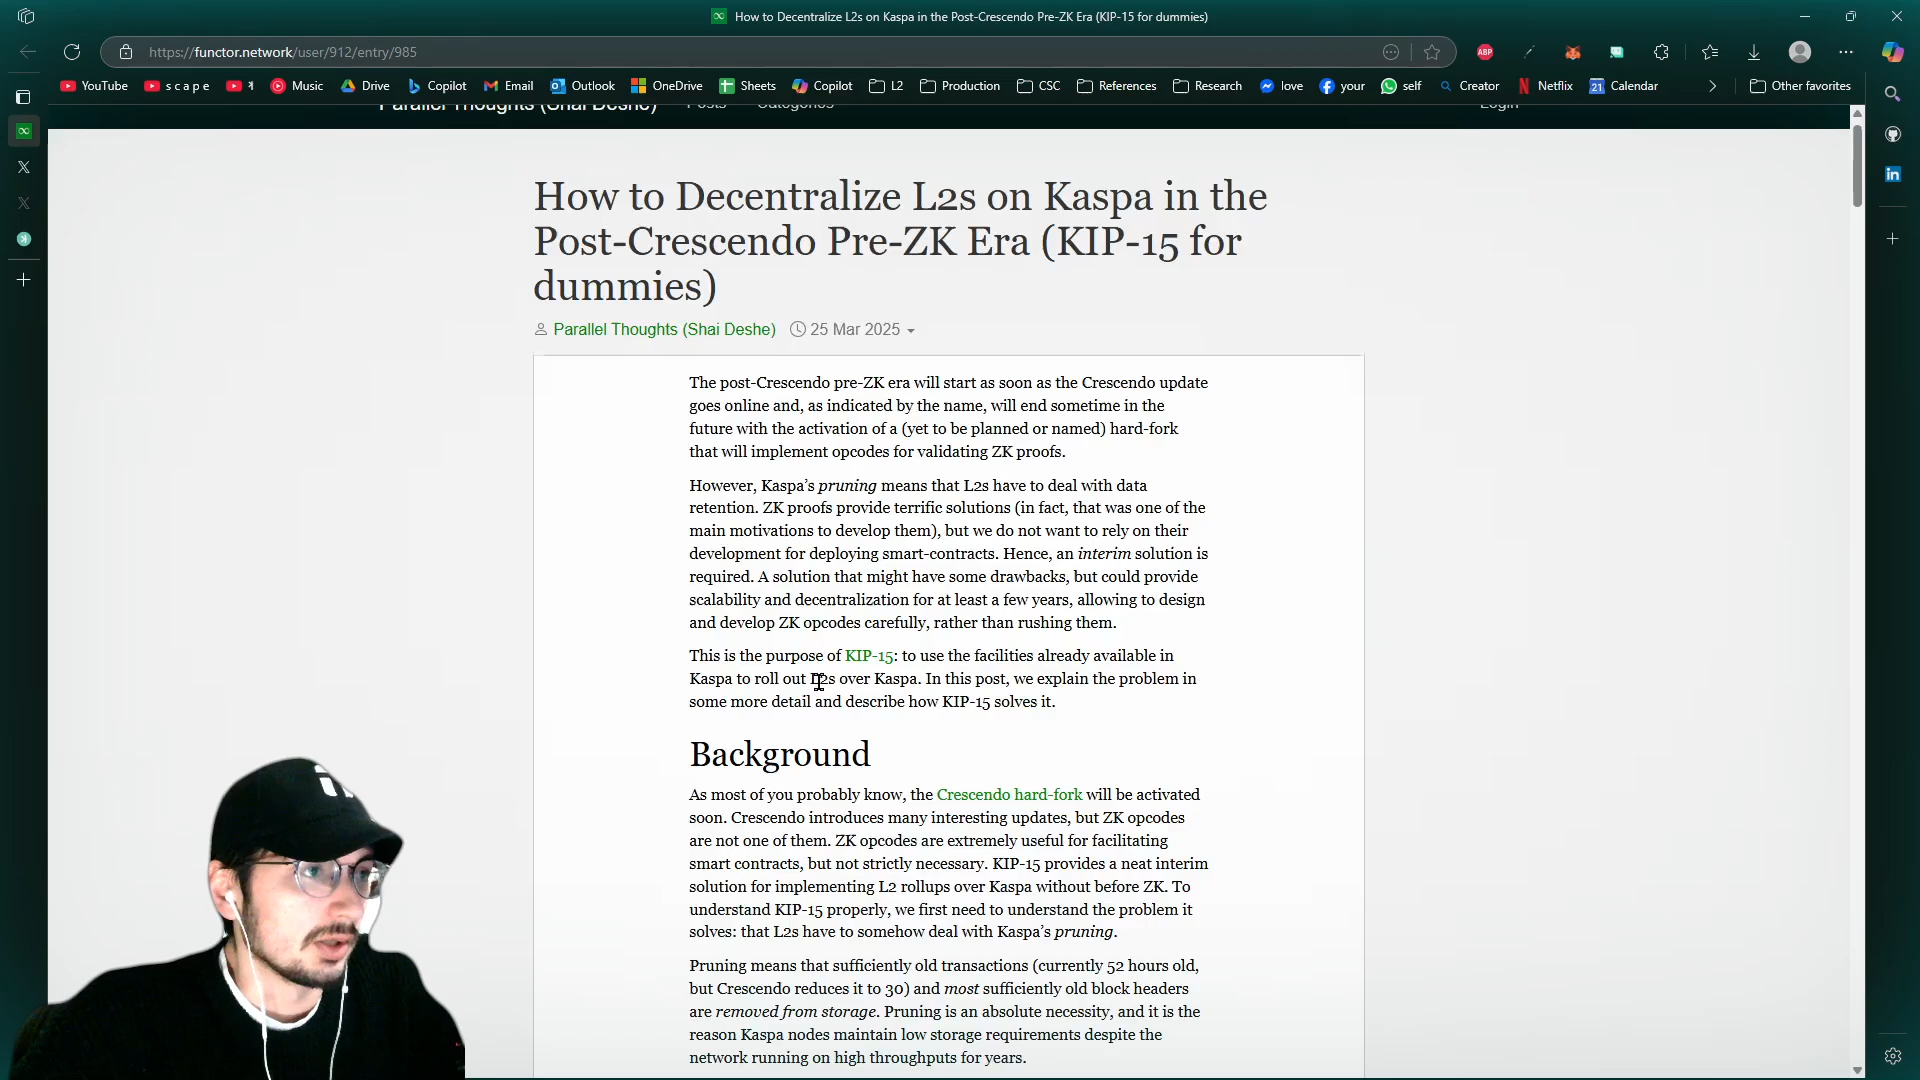 How to Decentralize L2s on Kaspa in the Post-Crescendo Pre-ZK Era (KIP-15 for dummies)
https://functor.network/user/912/entry/985
ABP
YouTube
s c a p e
Music
Drive
Copilot
Email
Outlook
OneDrive
Sheets
Copilot
L2
Production
CSC
References
Research
love
your
self
Creator
Netflix
21 Calendar
Other favorites
Parallel Thoughts (Shai Deshe) Posts Categories Login
How to Decentralize L2s on Kaspa in the
Post-Crescendo Pre-ZK Era (KIP-15 for
dummies)
Parallel Thoughts (Shai Deshe) 25 Mar 2025
The post-Crescendo pre-ZK era will start as soon as the Crescendo update
goes online and, as indicated by the name, will end sometime in the
future with the activation of a (yet to be planned or named) hard-fork
that will implement opcodes for validating ZK proofs.
However, Kaspa's pruning means that L2s have to deal with data
retention. ZK proofs provide terrific solutions (in fact, that was one of the
main motivations to develop them), but we do not want to rely on their
development for deploying smart-contracts. Hence, an interim solution is
required. A solution that might have some drawbacks, but could provide
scalability and decentralization for at least a few years, allowing to design
and develop ZK opcodes carefully, rather than rushing them.
This is the purpose of KIP-15: to use the facilities already available in
Kaspa to roll out L2s over Kaspa. In this post, we explain the problem in
some more detail and describe how KIP-15 solves it.
Background
As most of you probably know, the Crescendo hard-fork will be activated
soon. Crescendo introduces many interesting updates, but ZK opcodes
are not one of them. ZK opcodes are extremely useful for facilitating
smart contracts, but not strictly necessary. KIP-15 provides a neat interim
solution for implementing L2 rollups over Kaspa without before ZK. To
understand KIP-15 properly, we first need to understand the problem it
solves: that L2s have to somehow deal with Kaspa's pruning.
Pruning means that sufficiently old transactions (currently 52 hours old,
but Crescendo reduces it to 30) and most sufficiently old block headers
are removed from storage. Pruning is an absolute necessity, and it is the
reason Kaspa nodes maintain low storage requirements despite the
network running on high throughputs for years.